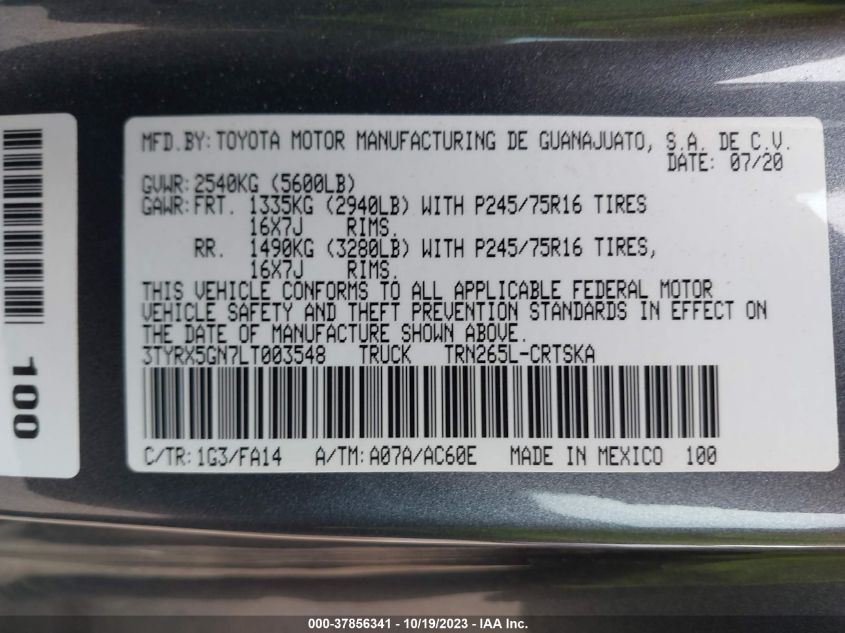 MFD.BY:TOYOTA MOTOR MANUFACTURING DE GUANAJUATO, S.A. DE C.V.
DATE: 07/20
GVWR:2540KG (5600LB)
GAWR:FRT. 1335KG (2940LB) WITH P245/75R16 TIRES
16X7J RIMS.
RR. 1490KG (3280LB) WITH P245/75R16 TIRES,
16X7J RIMS.
THIS VEHICLE CONFORMS TO ALL APPLICABLE FEDERAL MOTOR
VEHICLE SAFETY AND THEFT PREVENTION STANDARDS IN EFFECT ON
THE DATE OF MANUFACTURE SHOWN ABOVE.
3TYRX5GN7LT003548 TRUCK TRN265L-CRTSKA
C/TR:1G3/FA14 A/TM:A07A/AC60E MADE IN MEXICO 100
100
000-37856341 - 10/19/2023 - IAA Inc.